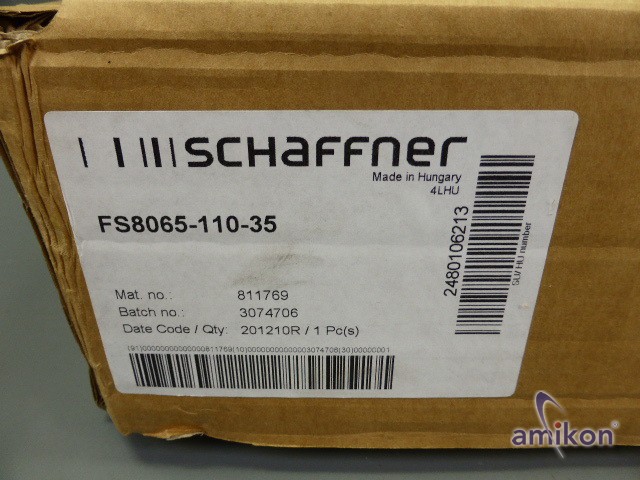 SCHAFFNER
Made in Hungary
4LHU
FS8065-110-35
Mat. no.: 811769
Batch no.: 3074706
Date Code / Qty: 201210R / 1 Pc(s)
2480106213
SU/ HU number
amikon